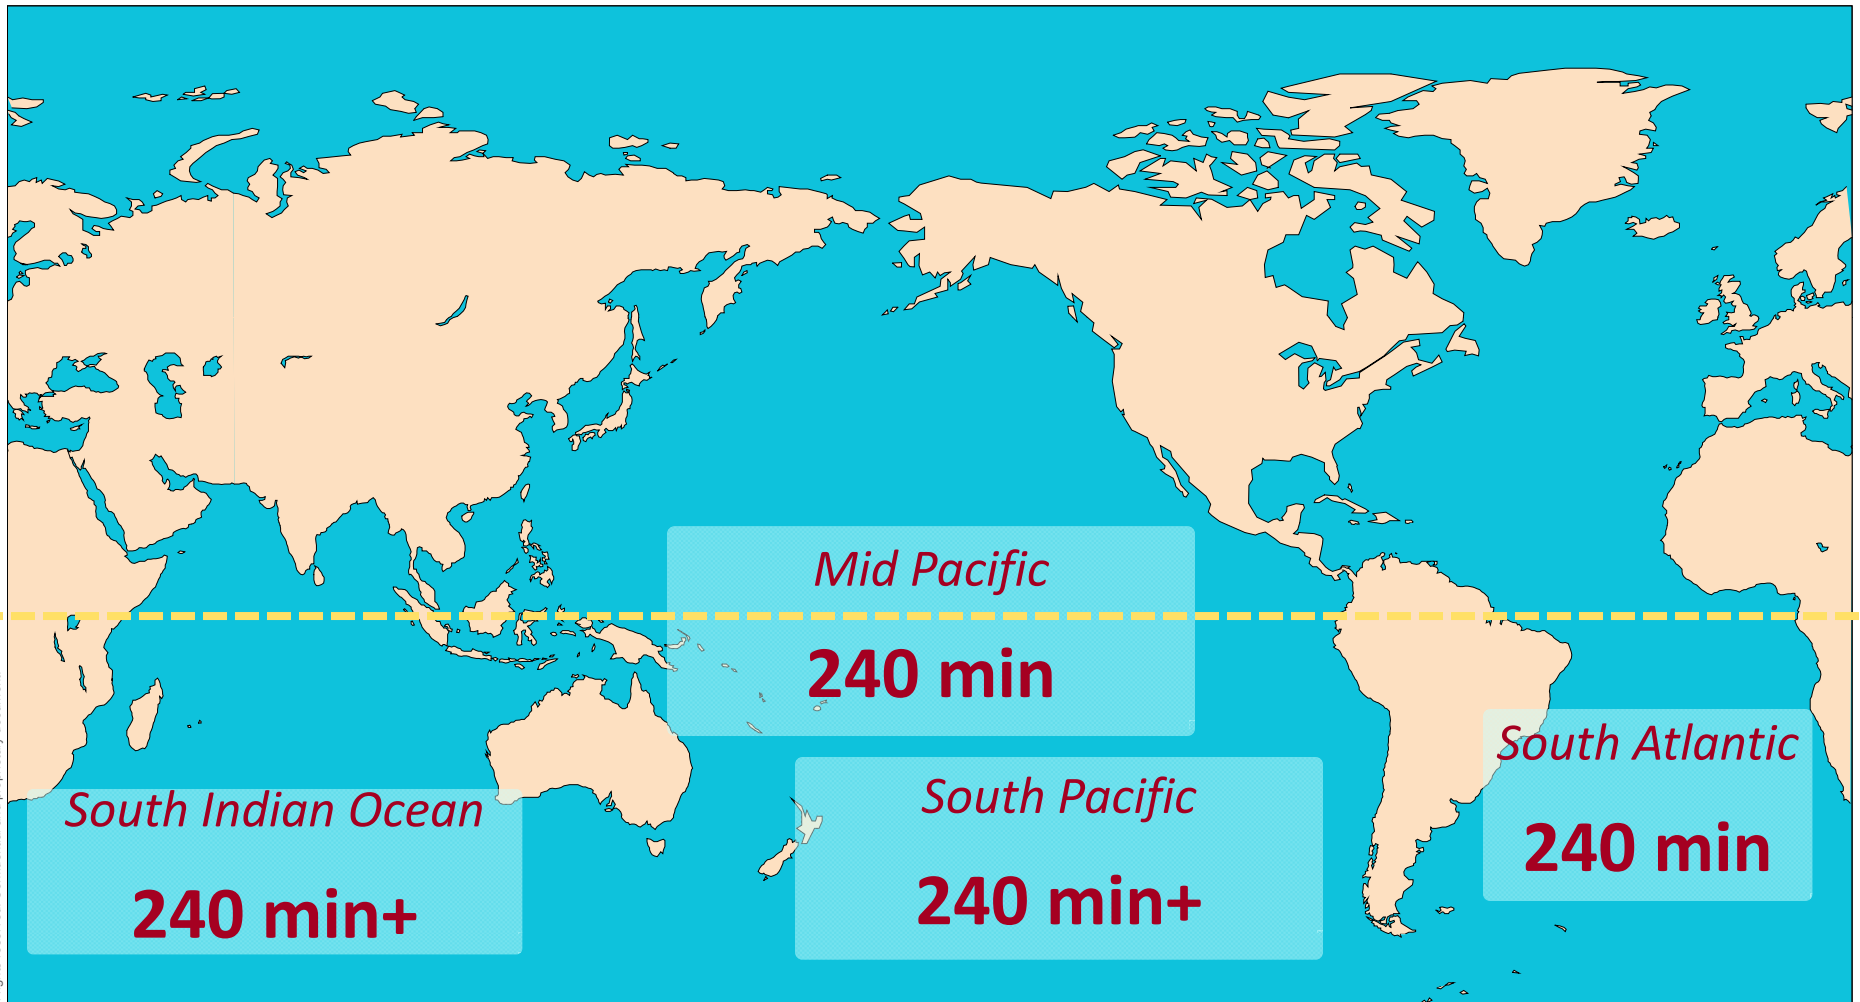 Mid Pacific
240 min
South Atlantic
240 min
South Pacific
240 min+
South Indian Ocean
240 min+